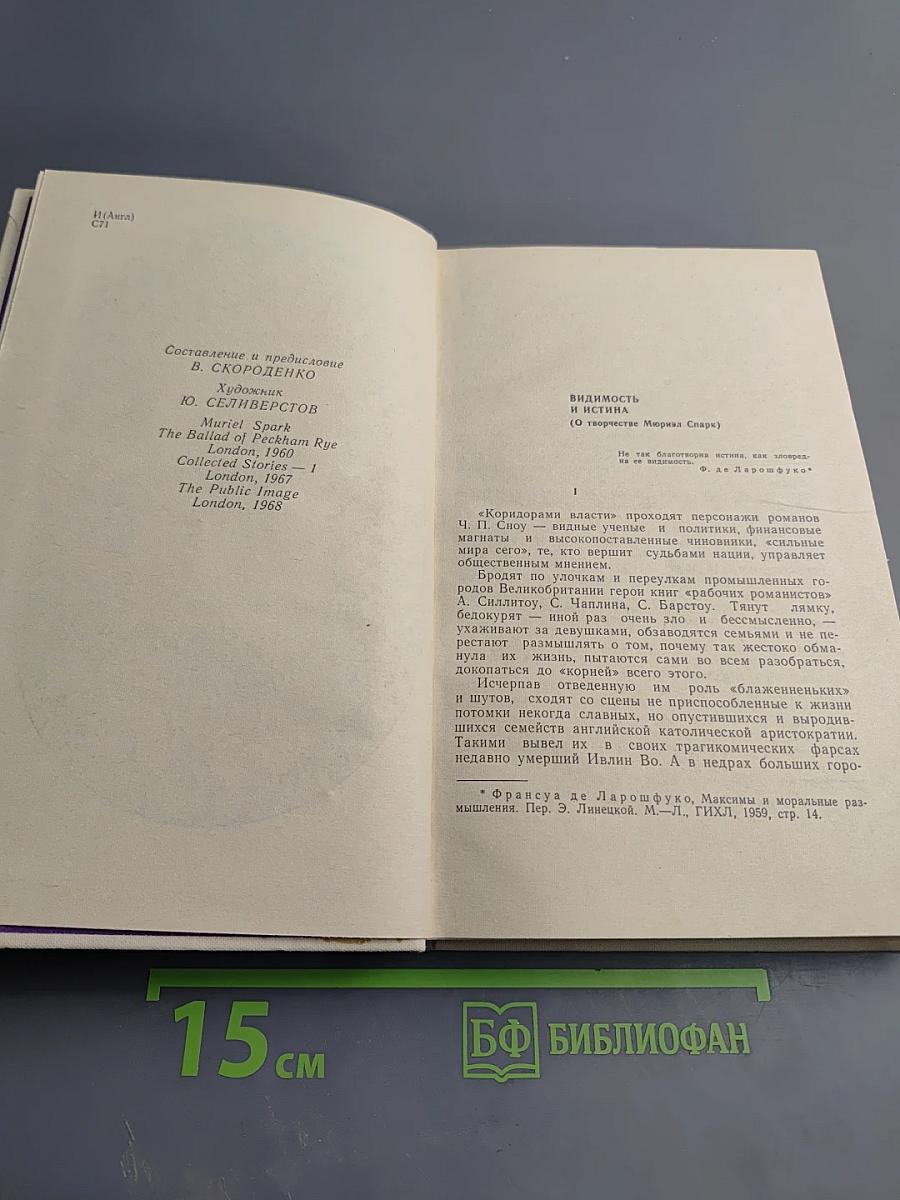 И(Англ)
С71
Составление и предисловие
В. СКОРОДЕНКО
Художник
Ю. СЕЛИВЕРСТОВ
Muriel Spark
The Ballad of Peckham Rye
London, 1960
Collected Stories — 1
London, 1967
The Public Image
London, 1968
ВИДИМОСТЬ
И ИСТИНА
(О творчестве Мюриэл Спарк)
Не так благотворна истина, как зловред-
на ее видимость.
Ф. де Ларошфуко*
I
«Коридорами власти» проходят персонажи романов
Ч. П. Сноу — видные ученые и политики, финансовые
магнаты и высокопоставленные чиновники, «сильные
мира сего», те, кто вершит судьбами нации, управляет
общественным мнением.
Бродят по улочкам и переулкам промышленных го-
родов Великобритании герои книг «рабочих романистов»
А. Силлитоу, С. Чаплина, С. Барстоу. Тянут лямку,
бедокурят — иной раз очень зло и бессмысленно, —
ухаживают за девушками, обзаводятся семьями и не пе-
рестают размышлять о том, почему так жестоко обма-
нула их жизнь, пытаются сами во всем разобраться,
докопаться до «корней» всего этого.
Исчерпав отведенную им роль «блаженненьких»
и шутов, сходят со сцены не приспособленные к жизни
потомки некогда славных, но опустившихся и выродив-
шихся семейств английской католической аристократии.
Такими вывел их в своих трагикомических фарсах
недавно умерший Ивлин Во. А в недрах больших горо-
* Франсуа де Ларошфуко, Максимы и моральные раз-
мышления. Пер. Э. Линецкой. М.—Л., ГИХЛ, 1959, стр. 14.
15 см
БФ БИБЛИОФАН